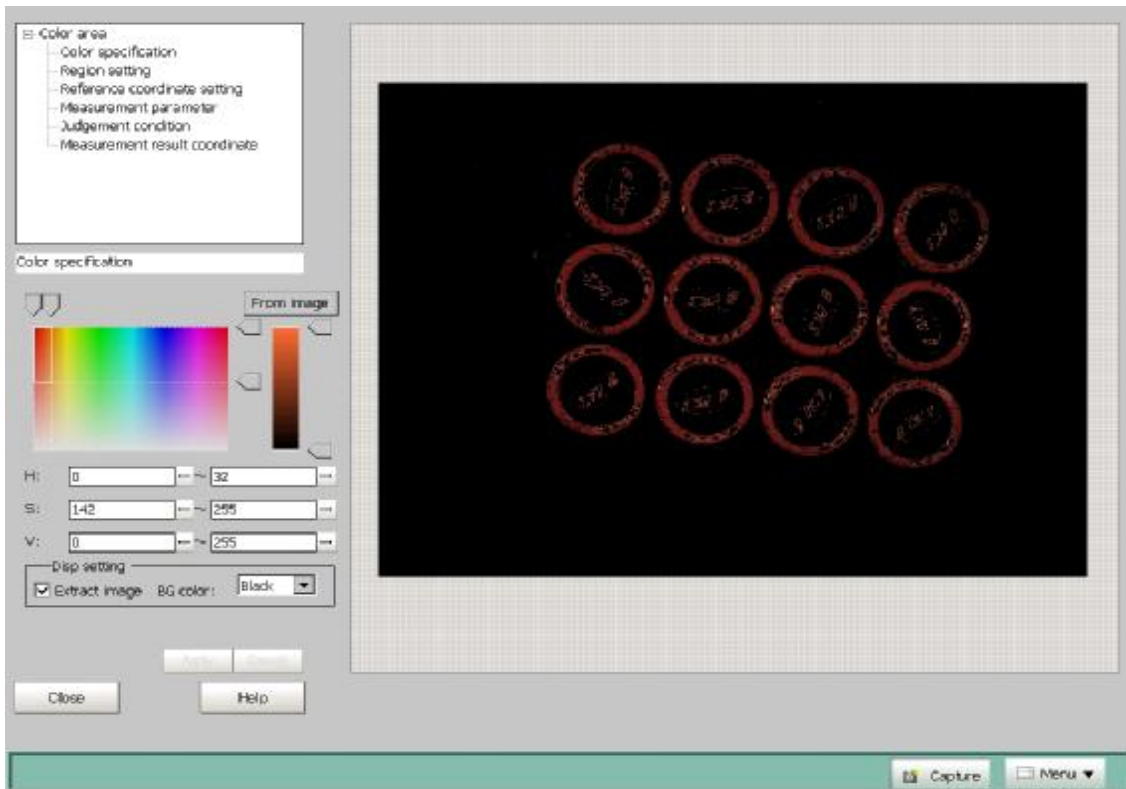 Color area
Color specification
Region setting
Reference coordinate setting
Measurement parameter
Judgement condition
Measurement result coordinate
Color specification
From image
H: 0 ~ 32
S: 142 ~ 255
V: 0 ~ 255
Disp setting
Extract image BG color: Black
Close Help
Capture Menu